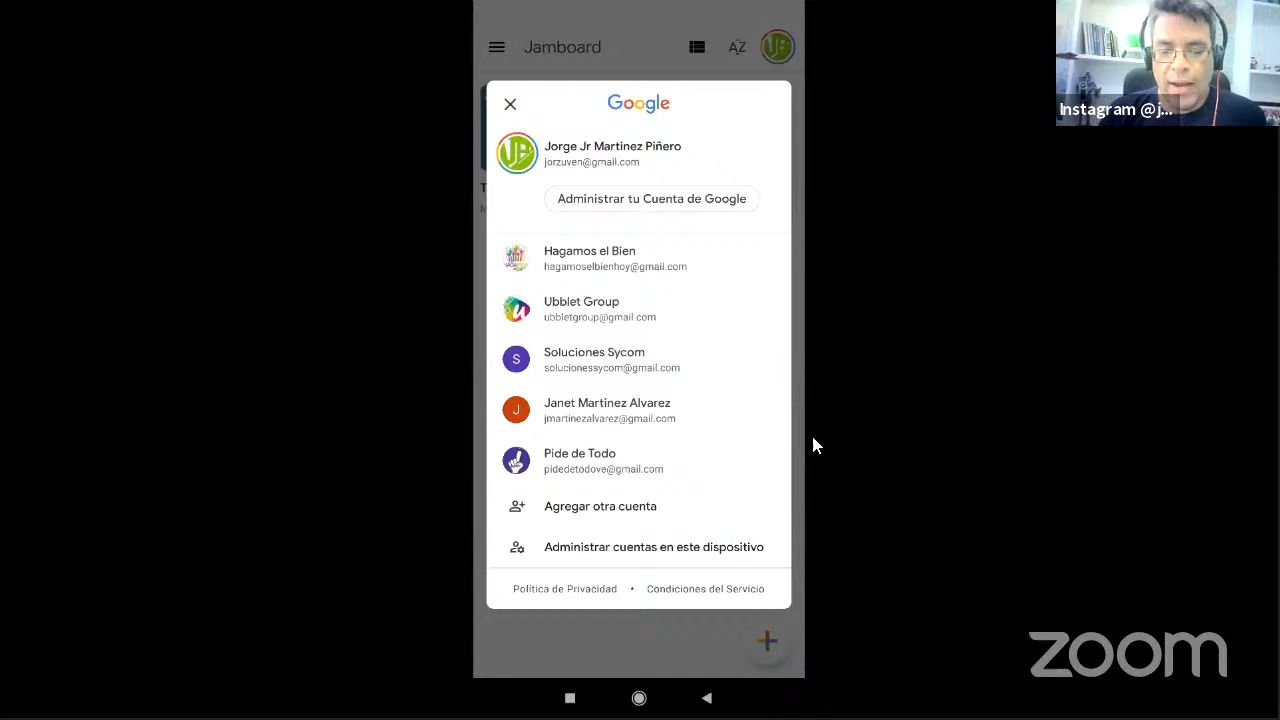 Jamboard
Instagram @j...
Google
Jorge Jr Martinez Piñero
jorzuven@gmail.com
Administrar tu Cuenta de Google
Hagamos el Bien
hagamoselbienhoy@gmail.com
Ubblet Group
ubbletgroup@gmail.com
S
Soluciones Sycom
solucionessycom@gmail.com
J
Janet Martinez Alvarez
jmartinezalvarez@gmail.com
Pide de Todo
pidedetodove@gmail.com
Agregar otra cuenta
Administrar cuentas en este dispositivo
Política de Privacidad • Condiciones del Servicio
zoom